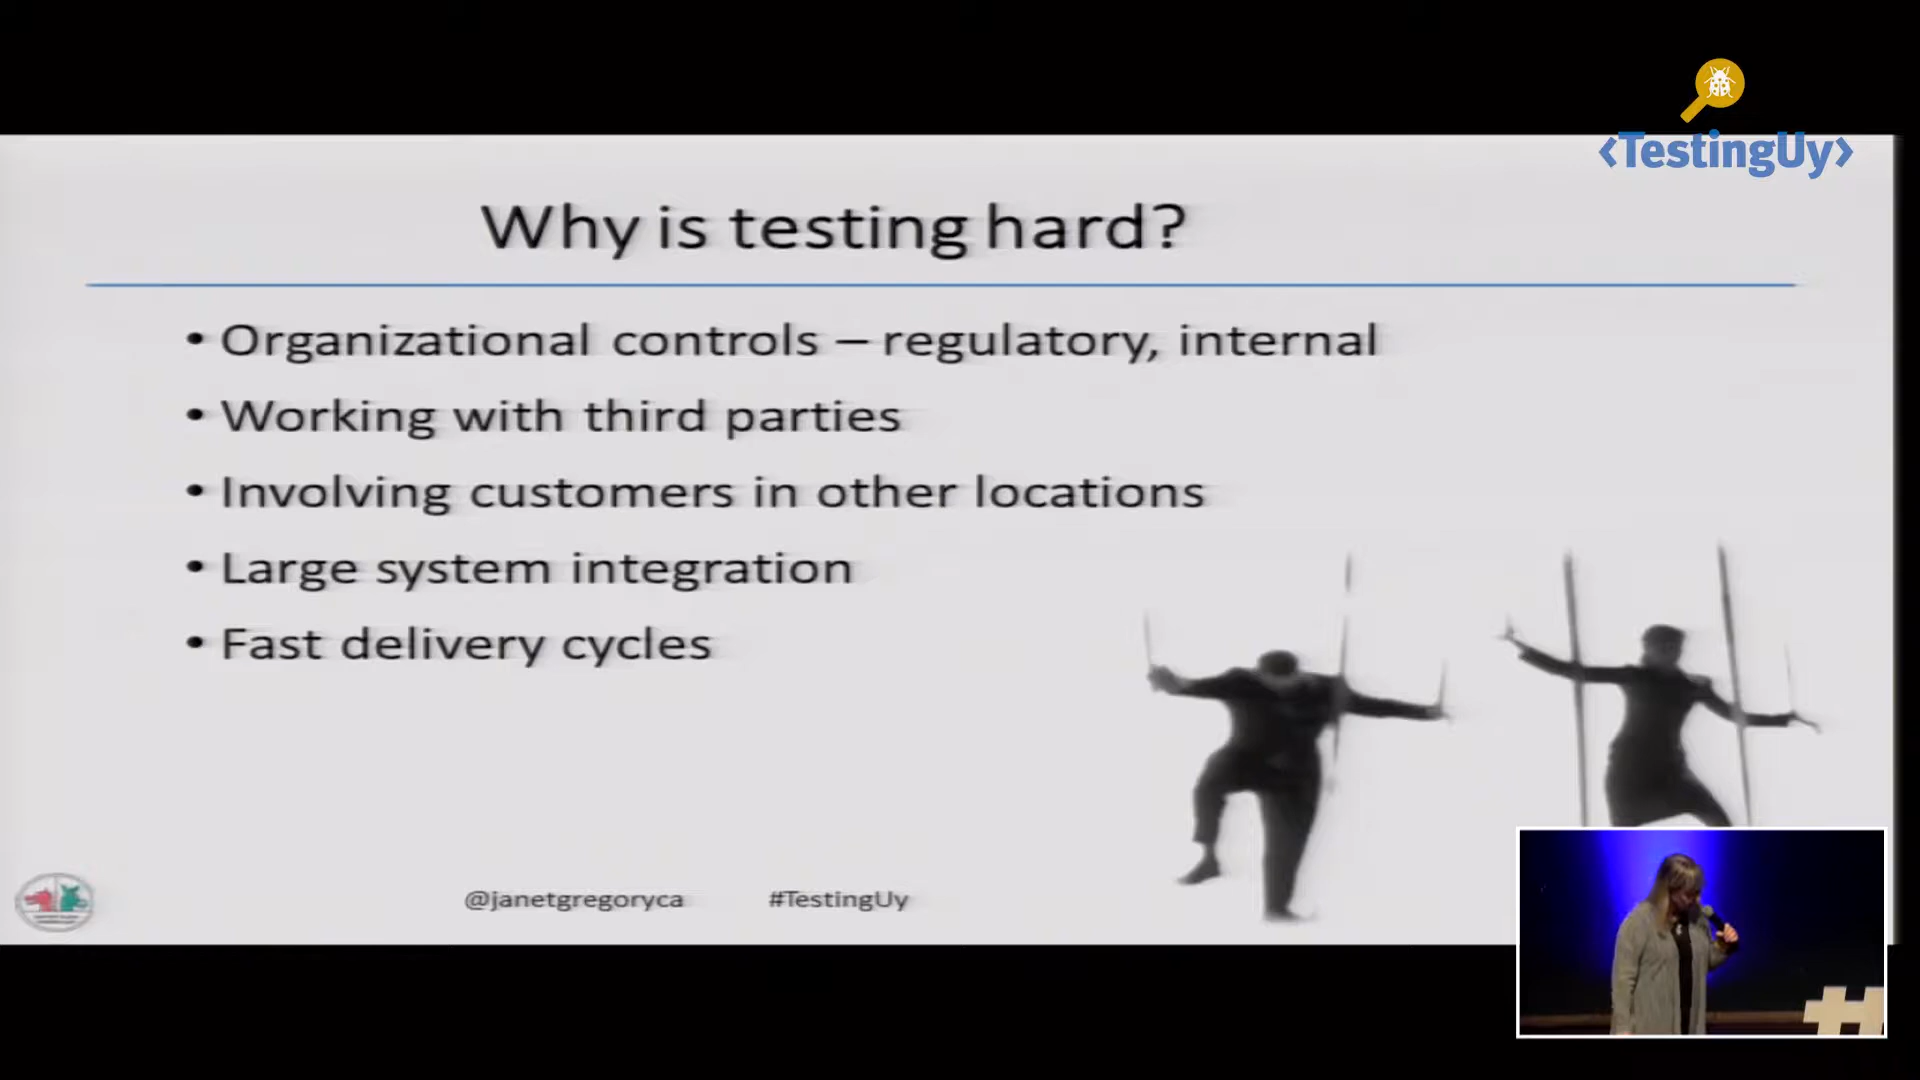 <TestingUy>
Why is testing hard?
• Organizational controls – regulatory, internal
• Working with third parties
• Involving customers in other locations
• Large system integration
• Fast delivery cycles
@janetgregoryca #TestingUy
#